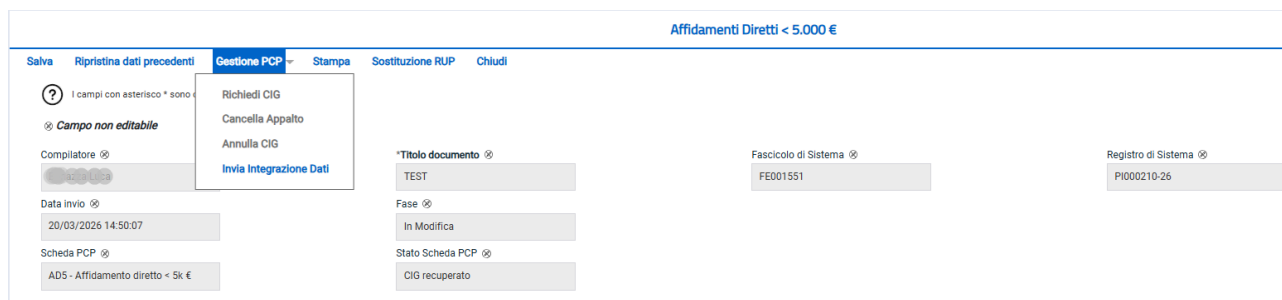 Affidamenti Diretti < 5.000 €
Salva Ripristina dati precedenti Gestione PCP Stampa Sostituzione RUP Chiudi
I campi con asterisco * sono
Richiedi CIG
Cancella Appalto
Annulla CIG
Invia Integrazione Dati
Campo non editabile
Compilatore *Titolo documento Fascicolo di Sistema Registro di Sistema
TEST FE001551 PI000210-26
Data invio Fase
20/03/2026 14:50:07 In Modifica
Scheda PCP Stato Scheda PCP
AD5 - Affidamento diretto < 5k € CIG recuperato